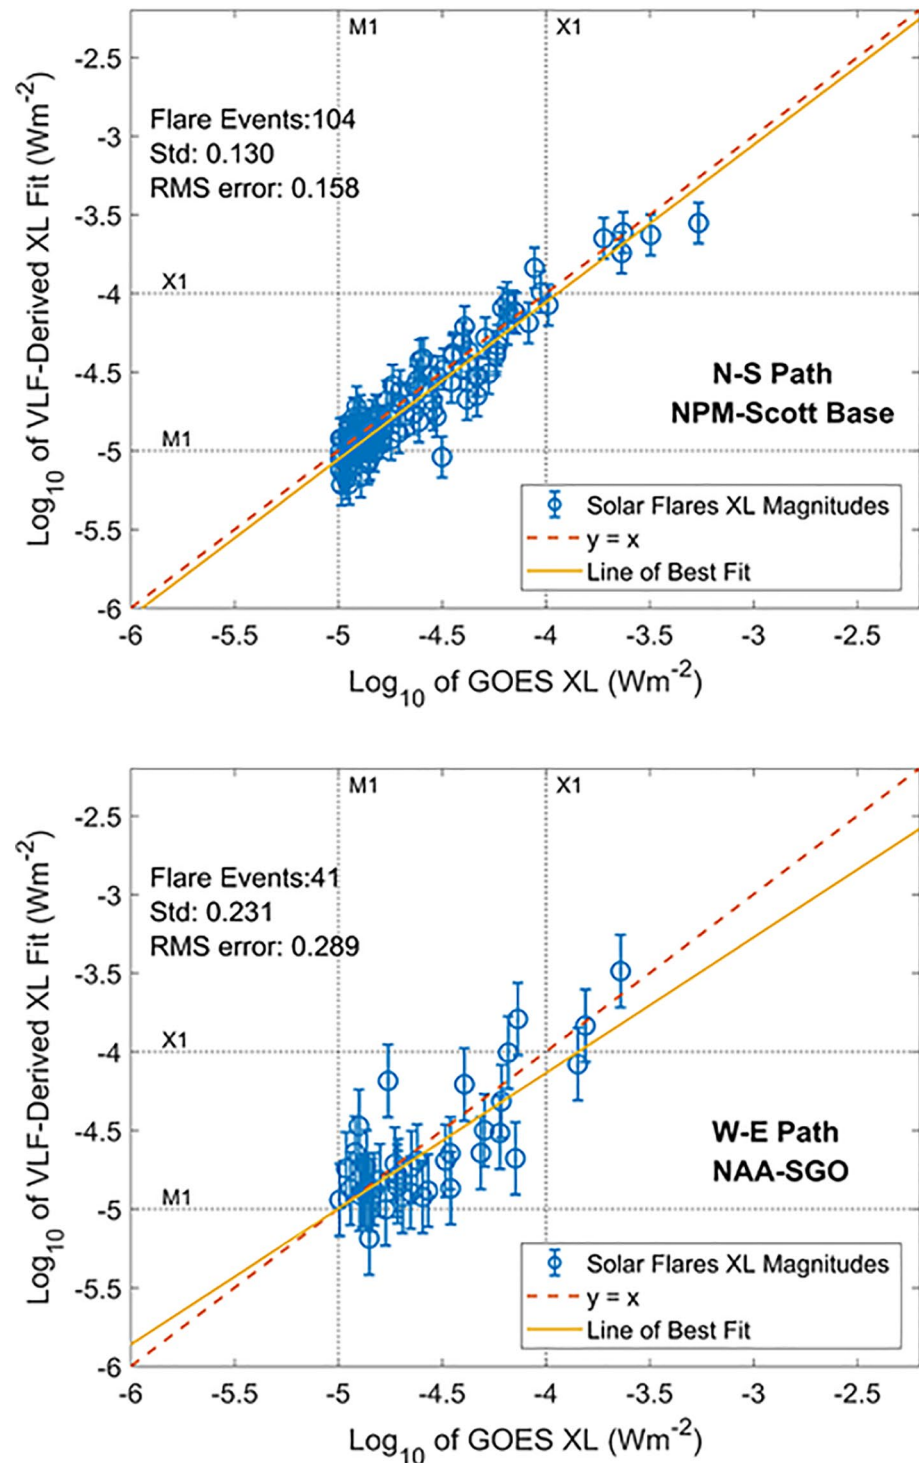 M1
X1
-2.5
Flare Events:104
-3
Std: 0.130
RMS error: 0.158
-3.5
X1
-4
-4.5
N-S Path
NPM-Scott Base
M1
-5
Solar Flares XL Magnitudes
-5.5
y = x
Line of Best Fit
-6
Log10 of VLF-Derived XL Fit (Wm-2)
-6 -5.5 -5 -4.5 -4 -3.5 -3 -2.5
Log10 of GOES XL (Wm-2)
M1
X1
-2.5
Flare Events:41
-3
Std: 0.231
RMS error: 0.289
-3.5
X1
-4
-4.5
W-E Path
NAA-SGO
M1
-5
Solar Flares XL Magnitudes
-5.5
y = x
Line of Best Fit
-6
Log10 of VLF-Derived XL Fit (Wm-2)
-6 -5.5 -5 -4.5 -4 -3.5 -3 -2.5
Log10 of GOES XL (Wm-2)